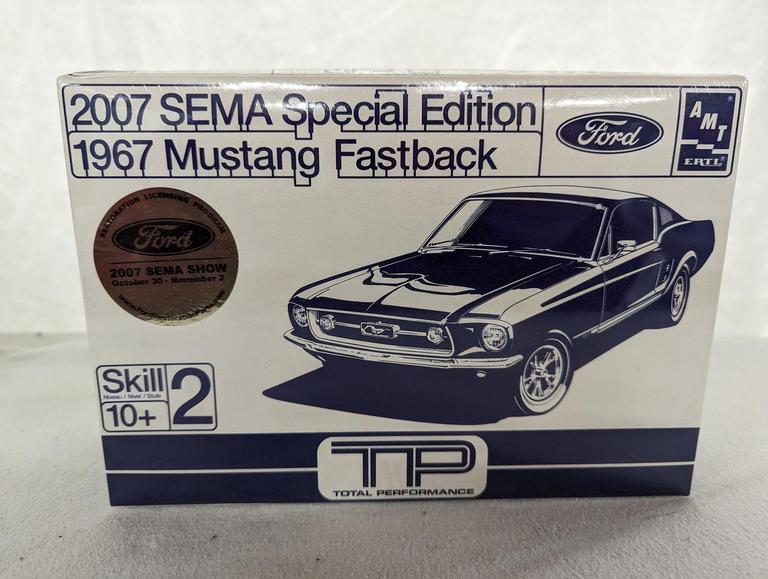 2007 SEMA Special Edition
1967 Mustang Fastback
Ford
AMT
ERTL
RESTORATION LICENSING PROGRAM
Ford
2007 SEMA SHOW
October 30 - November 2
Skill 2
Niveau / Nivel / Stufe
10+
TP
TOTAL PERFORMANCE